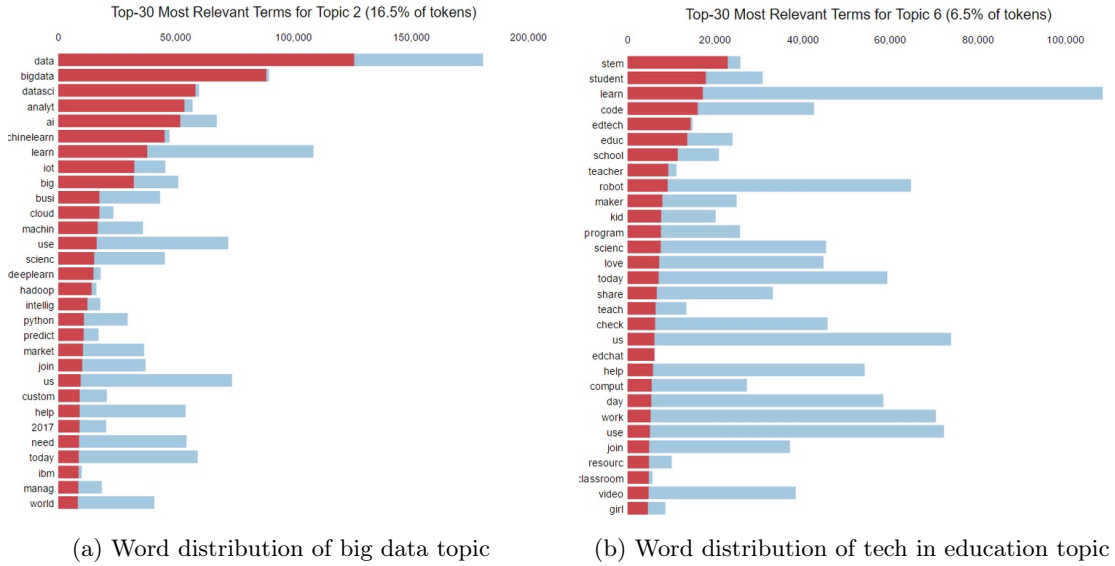 Top-30 Most Relevant Terms for Topic 2 (16.5% of tokens)
0 50,000 100,000 150,000 200,000
data
bigdata
datasci
analyt
ai
chinelearn
learn
iot
big
busi
cloud
machin
use
scienc
deeplearn
hadoop
intellig
python
predict
market
join
us
custom
help
2017
need
today
ibm
manag
world
(a) Word distribution of big data topic
Top-30 Most Relevant Terms for Topic 6 (6.5% of tokens)
0 20,000 40,000 60,000 80,000 100,000
stem
student
learn
code
edtech
educ
school
teacher
robot
maker
kid
program
scienc
love
today
share
teach
check
us
edchat
help
comput
day
work
use
join
resourc
classroom
video
girl
(b) Word distribution of tech in education topic